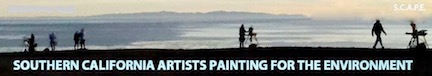 S.C.A.P.E.
SOUTHERN CALIFORNIA ARTISTS PAINTING FOR THE ENVIRONMENT